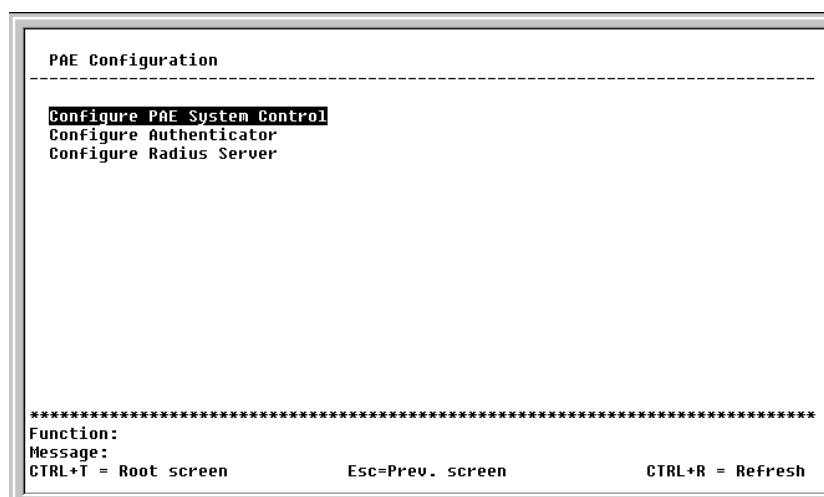 PAE Configuration
--------------------------------------------------------------------------------
Configure PAE System Control
Configure Authenticator
Configure Radius Server
********************************************************************************
Function:
Message:
CTRL+T = Root screen Esc=Prev. screen CTRL+R = Refresh